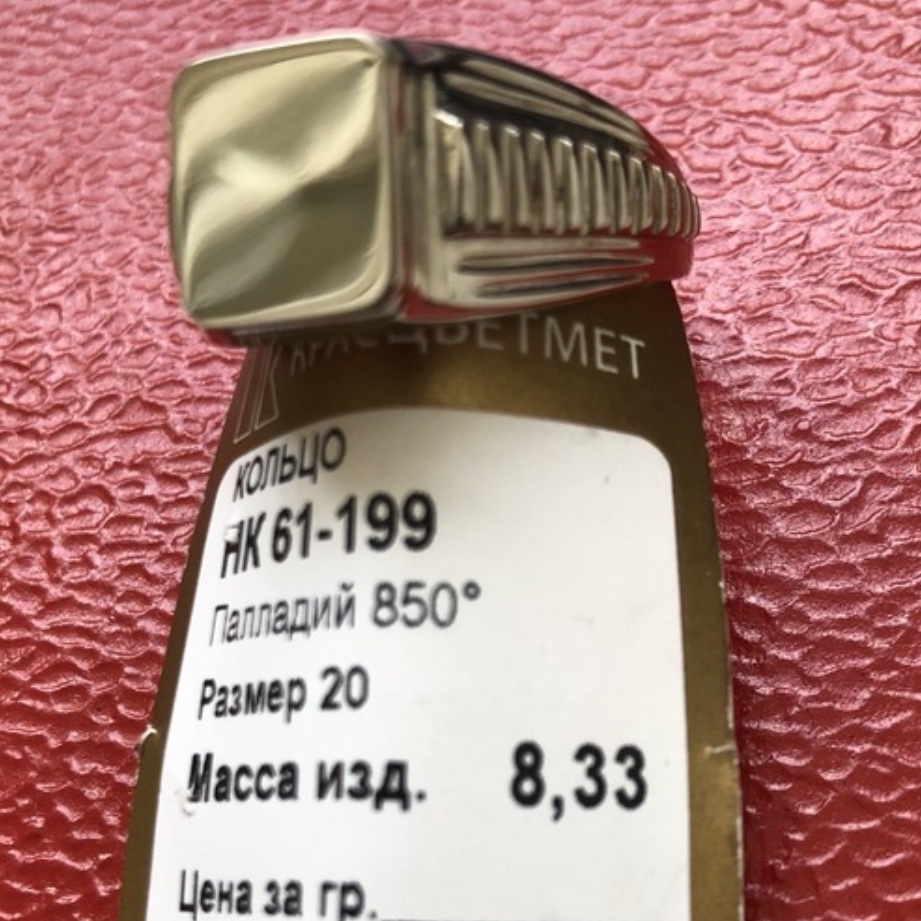 КРАСЦВЕТМЕТ
КОЛЬЦО
НК 61-199
Палладий 850°
Размер 20
Масса изд. 8,33
Цена за гр.